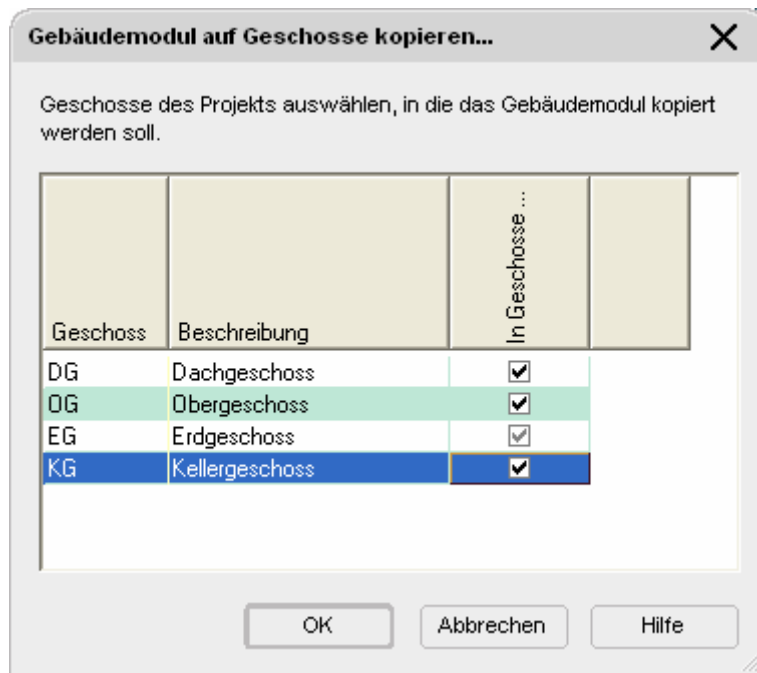 Gebäudemodul auf Geschosse kopieren...
Geschosse des Projekts auswählen, in die das Gebäudemodul kopiert
werden soll.
Geschoss Beschreibung In Geschosse ...
DG Dachgeschoss
OG Obergeschoss
EG Erdgeschoss
KG Kellergeschoss
OK Abbrechen Hilfe